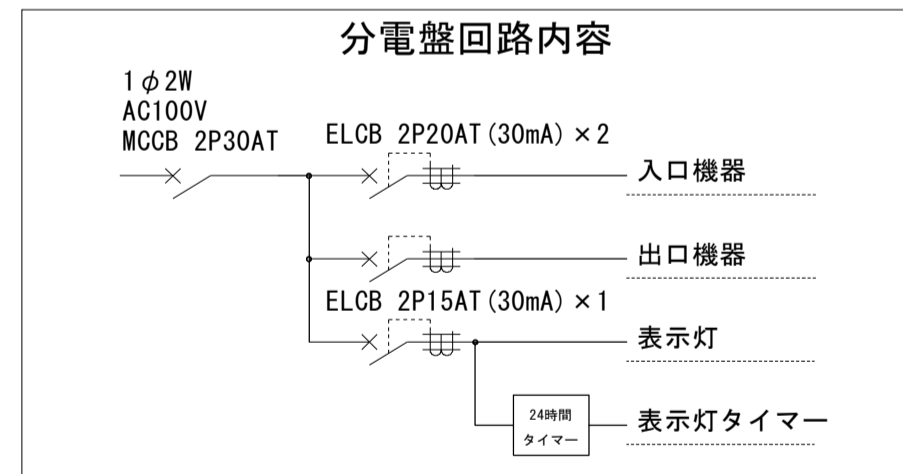 分電盤回路内容
1φ2W
AC100V
MCCB 2P30AT
ELCB 2P20AT(30mA)×2
入口機器
出口機器
ELCB 2P15AT(30mA)×1
表示灯
24時間
タイマー
表示灯タイマー